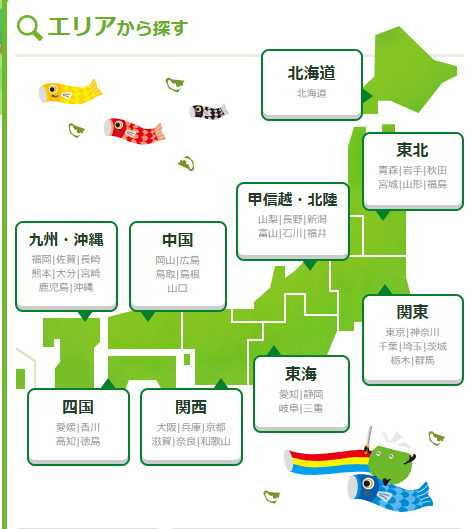 エリアから探す
北海道
北海道
東北
青森|岩手|秋田
宮城|山形|福島
甲信越・北陸
山梨|長野|新潟
富山|石川|福井
九州・沖縄
福岡|佐賀|長崎
熊本|大分|宮崎
鹿児島|沖縄
中国
岡山|広島
鳥取|島根
山口
関東
東京|神奈川
千葉|埼玉|茨城
栃木|群馬
東海
愛知|静岡
岐阜|三重
四国
愛媛|香川
高知|徳島
関西
大阪|兵庫|京都
滋賀|奈良|和歌山